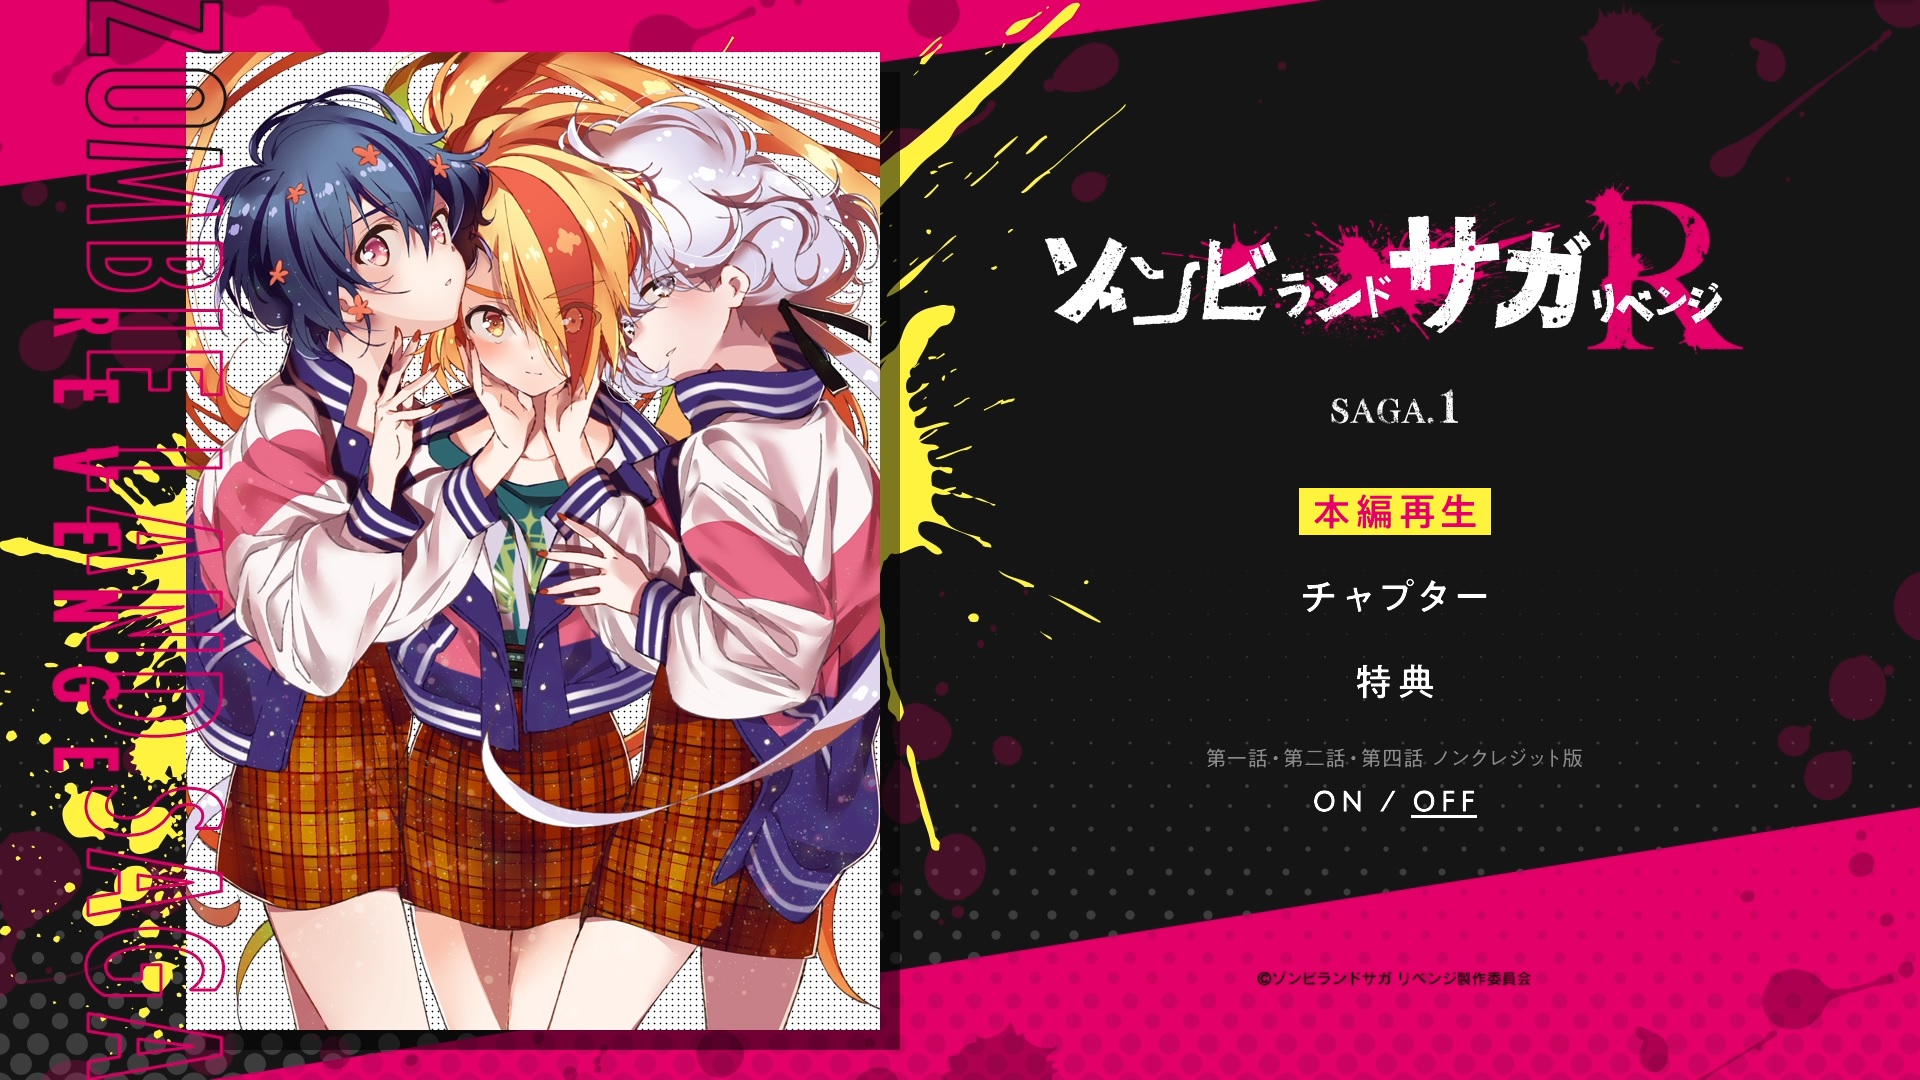 ZOMBIE LAND SAGA
REVENGE
ゾンビランドサガR
リベンジ
SAGA.1
本編再生
チャプター
特典
第一話・第二話・第四話 ノンクレジット版
ON / OFF
©ゾンビランドサガ リベンジ製作委員会